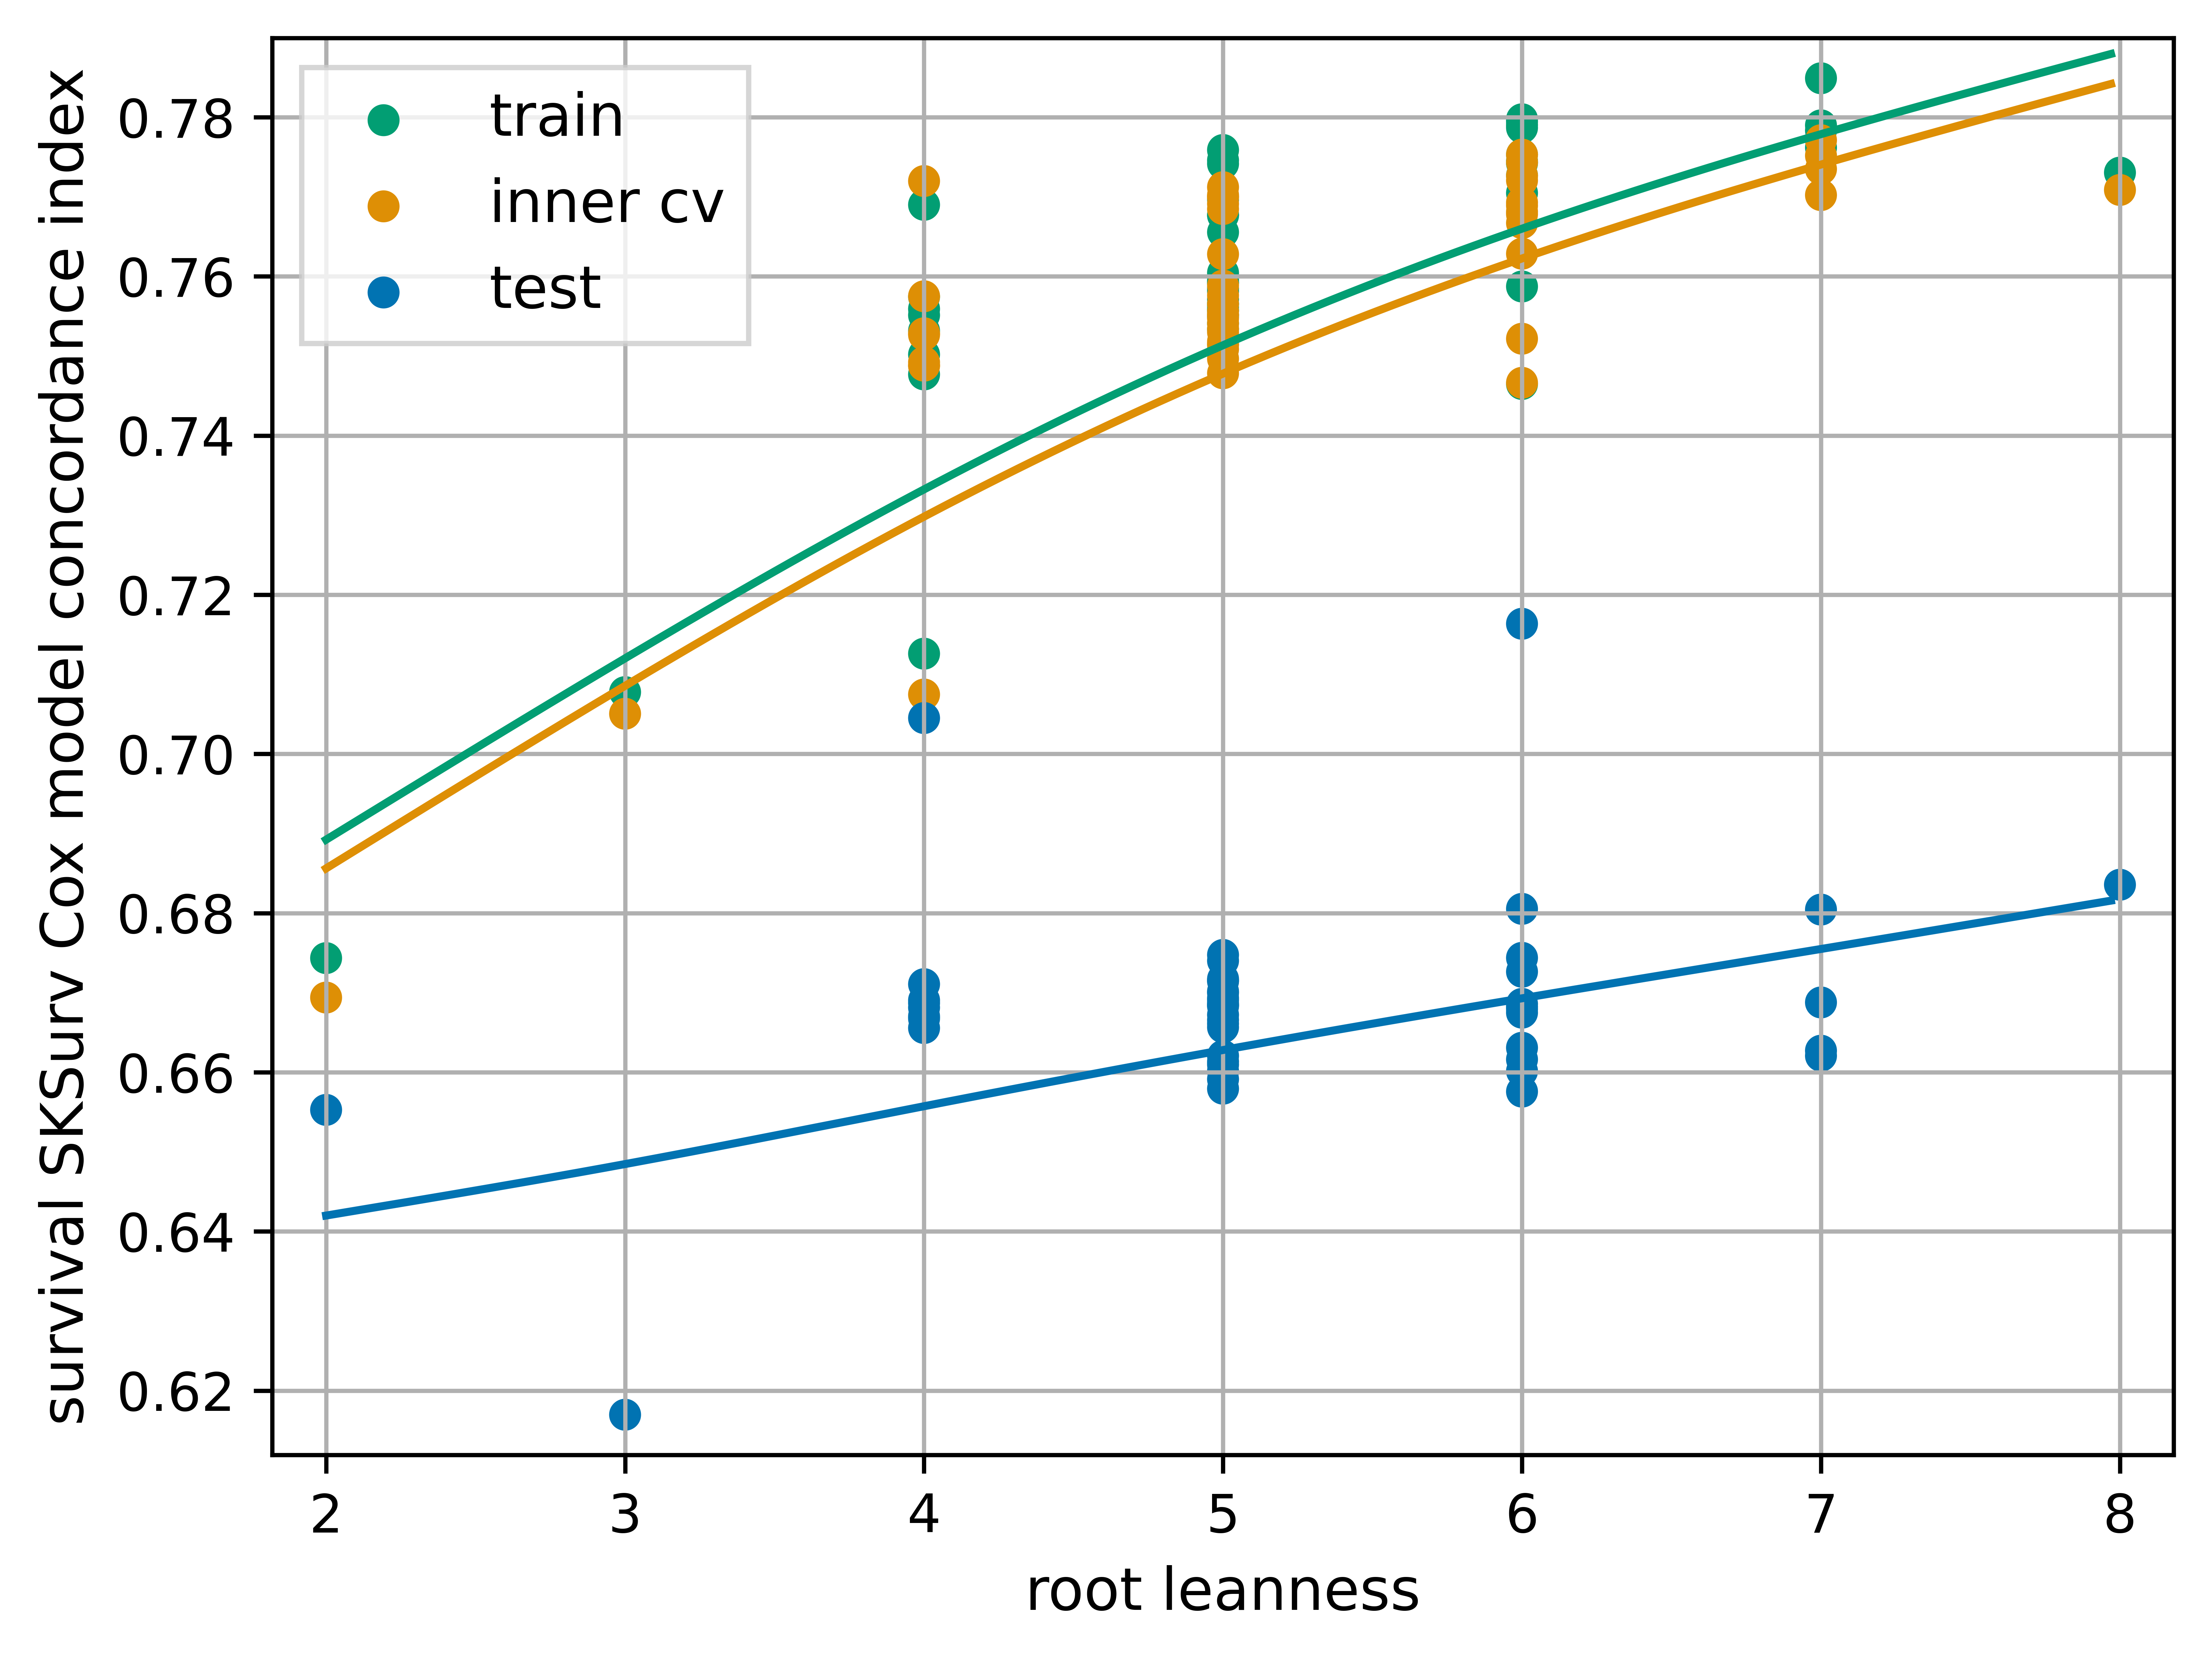 survival SKSurv Cox model concordance index
0.78
0.76
0.74
0.72
0.70
0.68
0.66
0.64
0.62
train
inner cv
test
2 3 4 5 6 7 8
root leanness